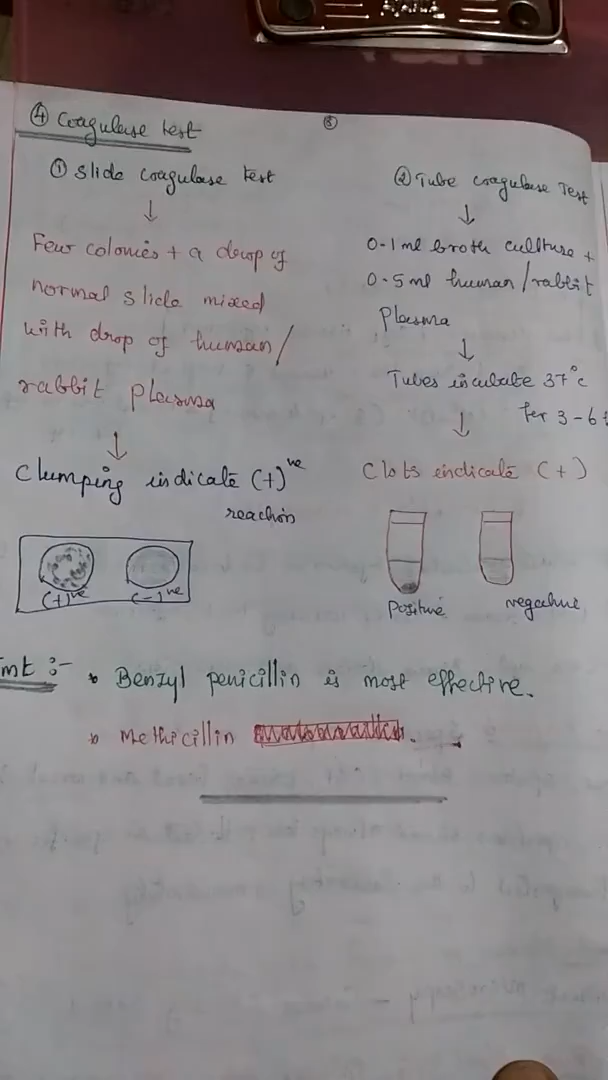 ④ Coagulase test
① Slide coagulase test
↓
Few colonies + a drop of
normal slide mixed
with drop of human/
rabbit plasma
↓
Clumping indicate (+)ve
reaction
(+)ve (-)ve
② Tube coagulase Test
↓
0.1 ml broth culture +
0.5 ml human/rabbit
plasma
↓
Tubes incubate 37°c
for 3-6
↓
Clots indicate (+)
Positive negative
mt :-
Benzyl penicillin is most effective.
Methicillin